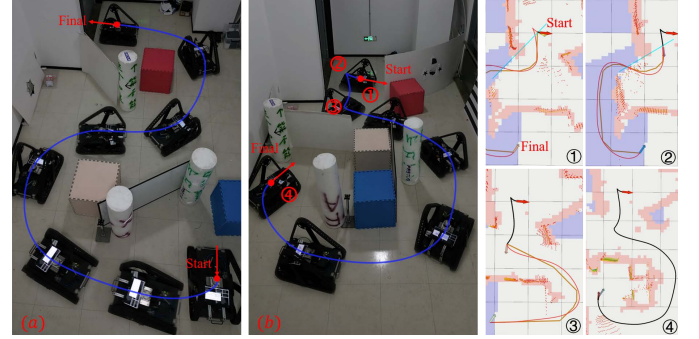 Final
Start
(a)
②
Start
①
③
Final
④
(b)
Start
Final
①
②
③
④